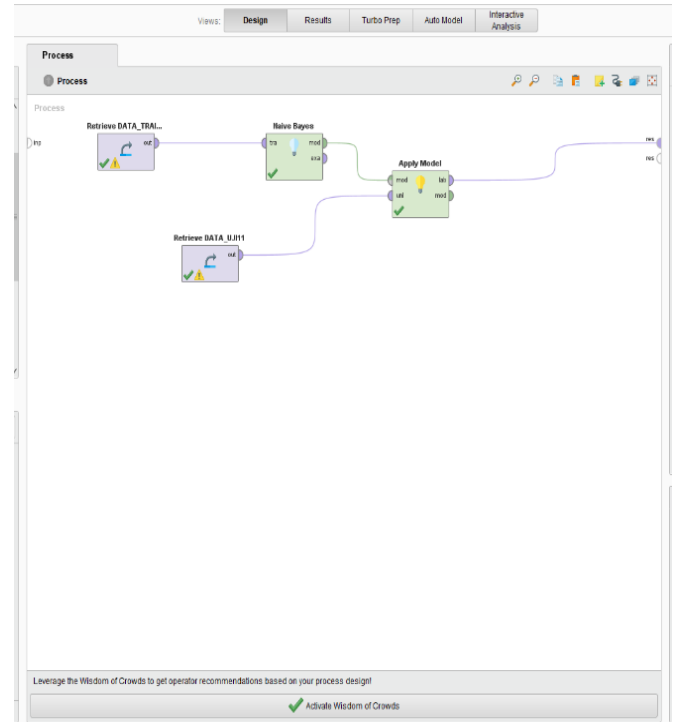 Views: Design Results Turbo Prep Auto Model Interactive Analysis
Process
Process
Process
Retrieve DATA_TRAI...
out
Naive Bayes
tra mod
exa
inp
res
res
Apply Model
mod lab
unl mod
Retrieve DATA_UJI11
out
Leverage the Wisdom of Crowds to get operator recommendations based on your process design!
Activate Wisdom of Crowds